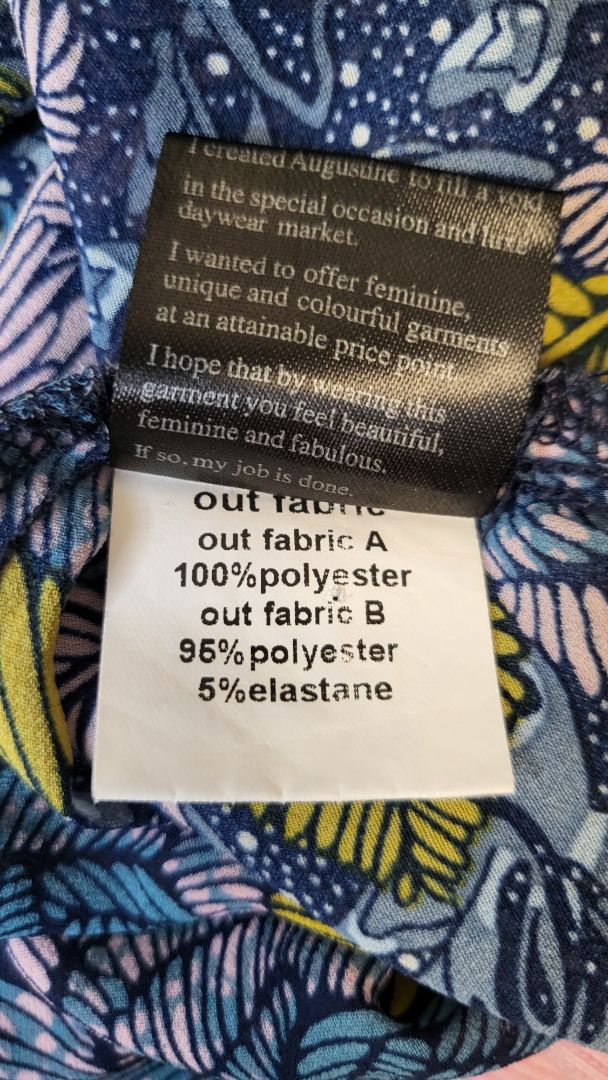 I created Augustine to fill a void
in the special occasion and luxe
daywear market.
I wanted to offer feminine,
unique and colourful garments
at an attainable price point.
I hope that by wearing this
garment you feel beautiful,
feminine and fabulous.
If so, my job is done.
out fabric
out fabric A
100%polyester
out fabric B
95%polyester
5%elastane